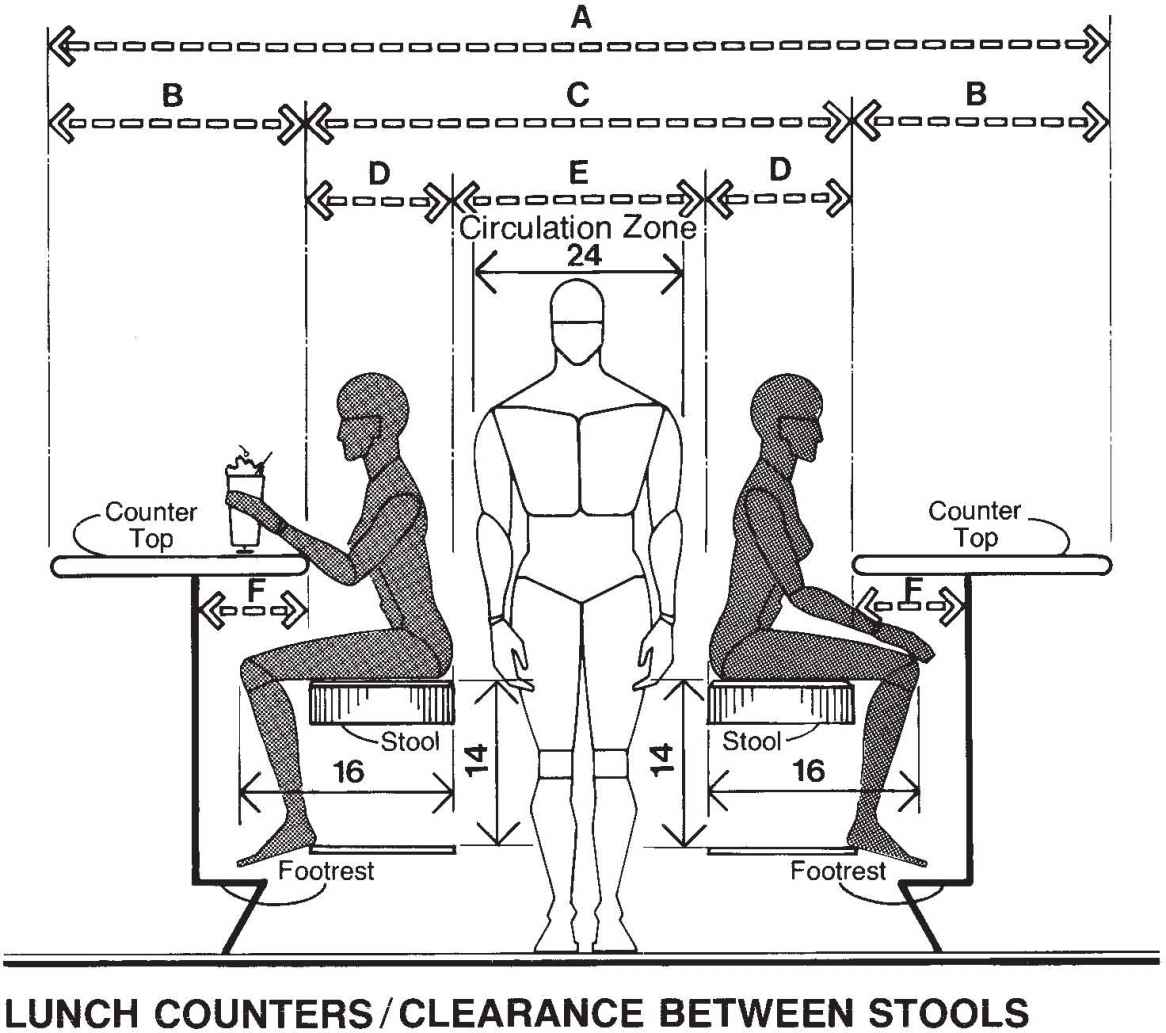 A
B C B
D E D
Circulation Zone
24
Counter
Top
Counter
Top
F F
Stool Stool
14 14
16 16
Footrest Footrest
LUNCH COUNTERS/CLEARANCE BETWEEN STOOLS